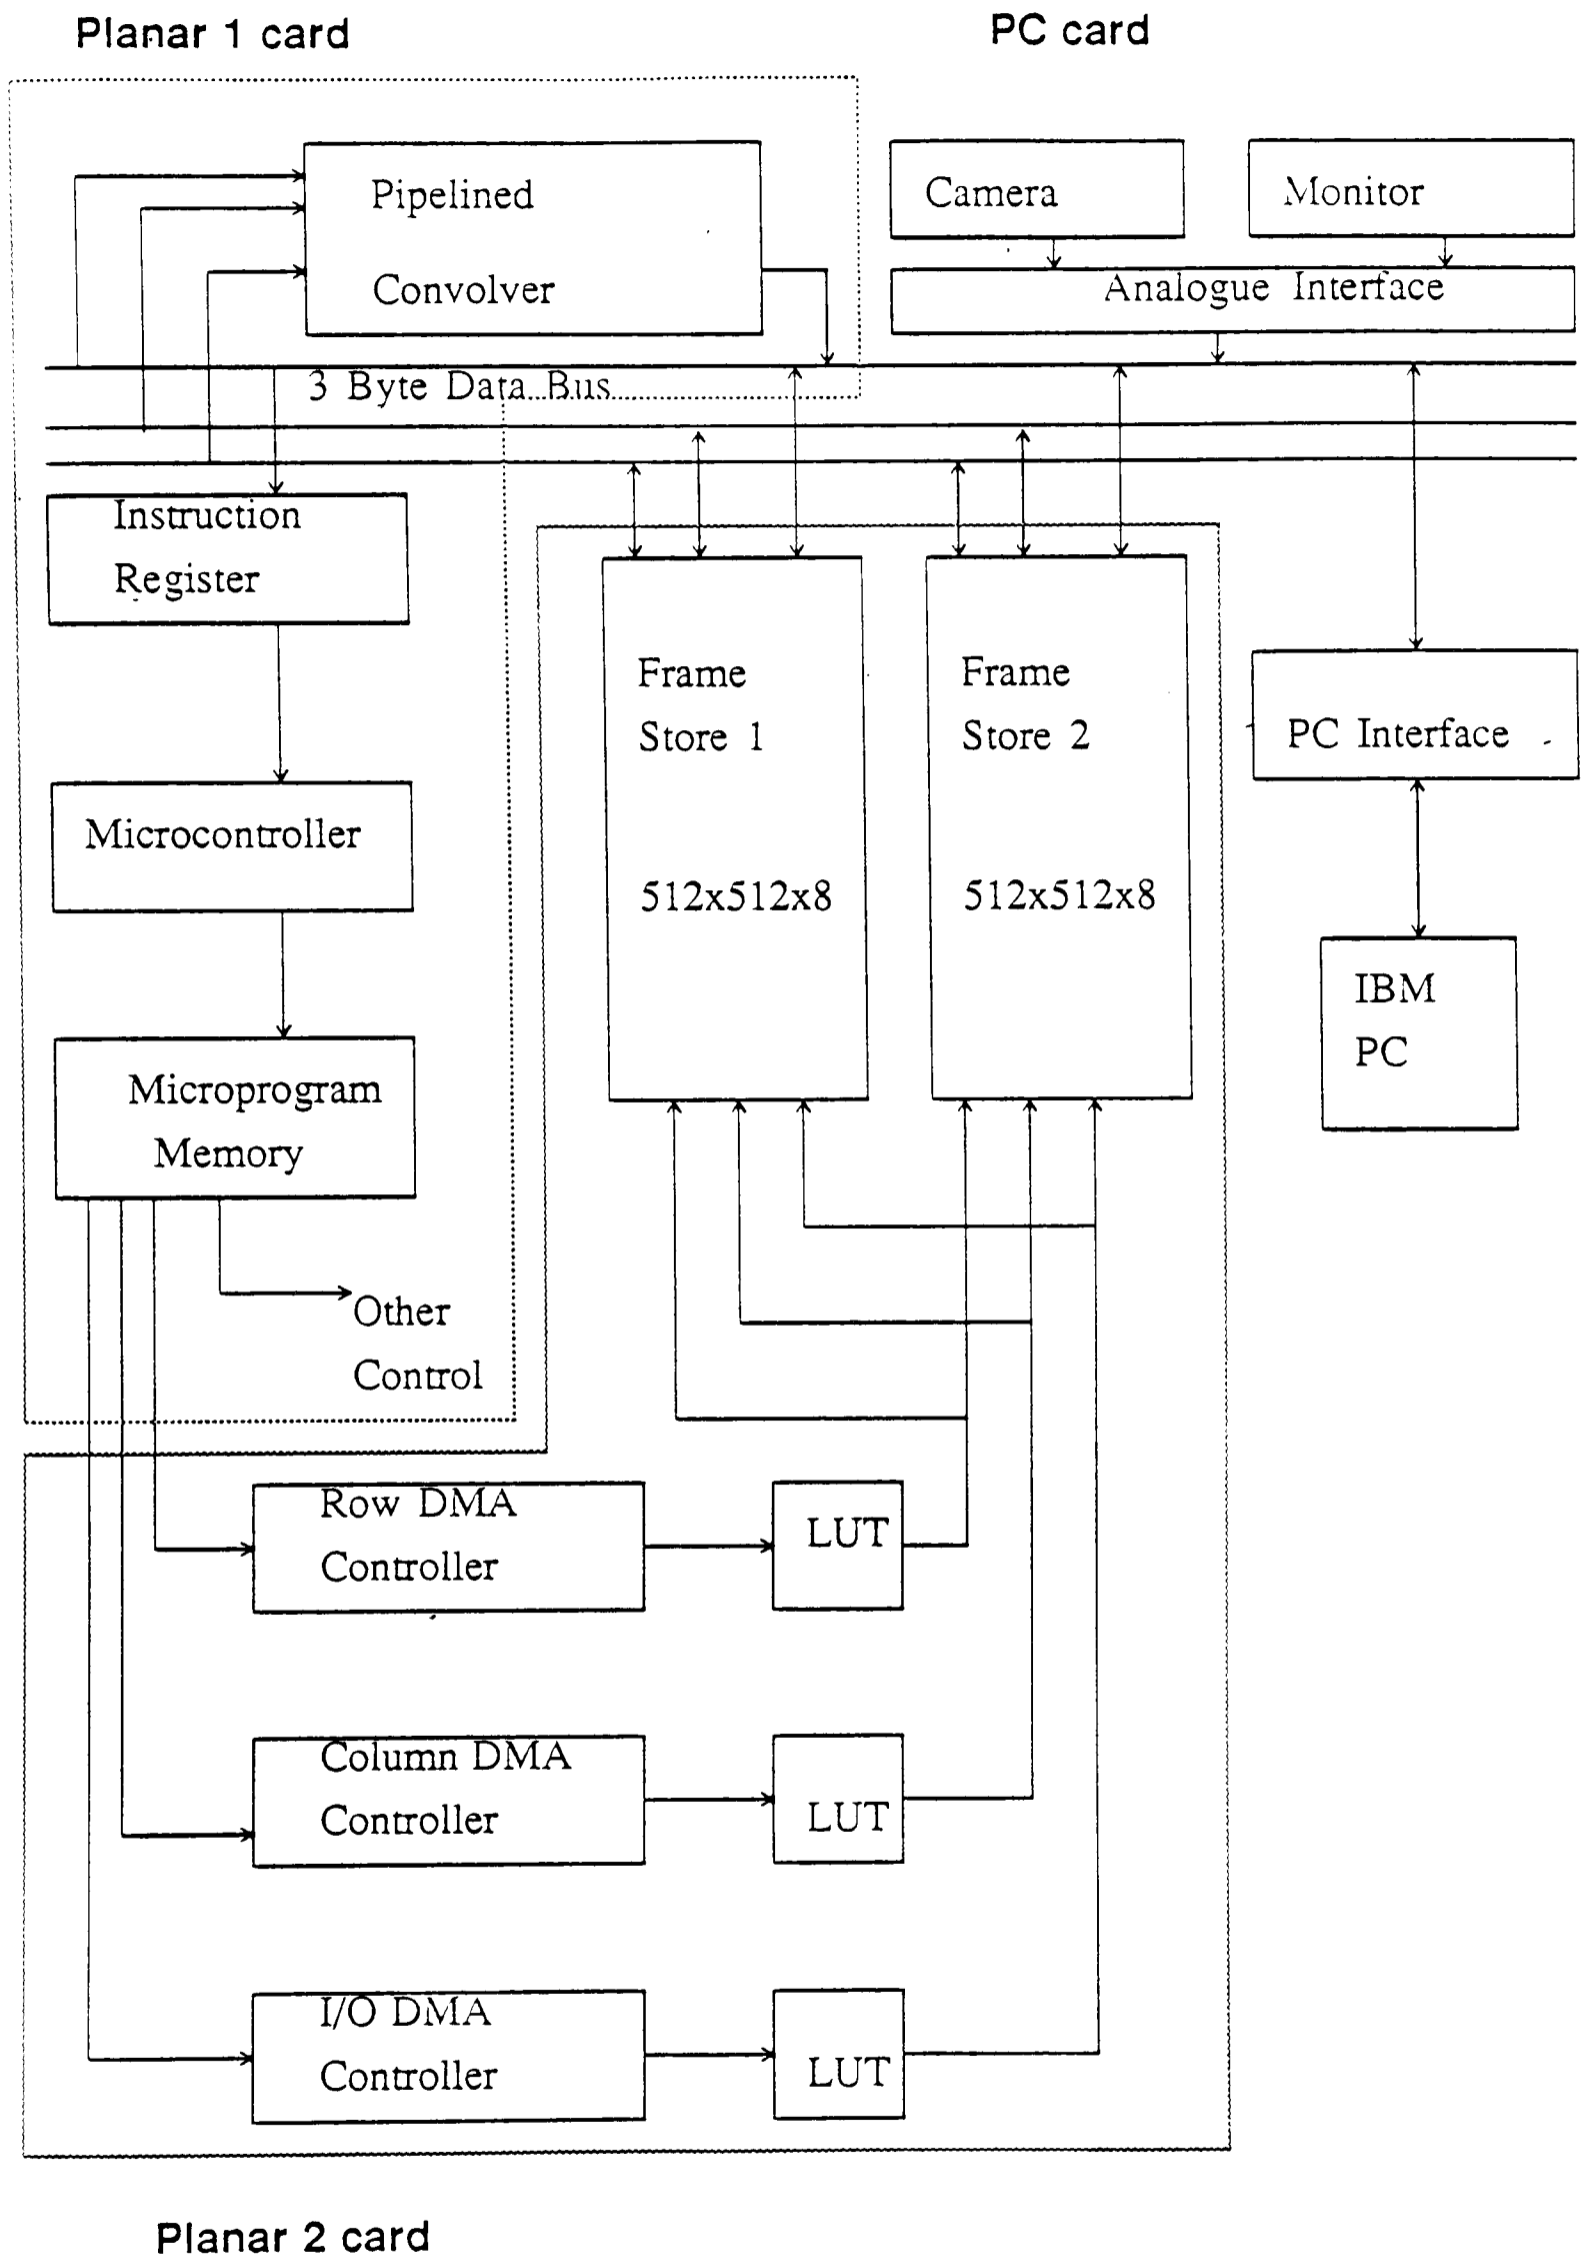 Planar 1 card
PC card
Pipelined
Convolver
Camera
Monitor
Analogue Interface
3 Byte Data Bus
Instruction
Register
Frame
Store 1
512x512x8
Frame
Store 2
512x512x8
PC Interface
Microcontroller
IBM
PC
Microprogram
Memory
Other
Control
Row DMA
Controller
LUT
Column DMA
Controller
LUT
I/O DMA
Controller
LUT
Planar 2 card